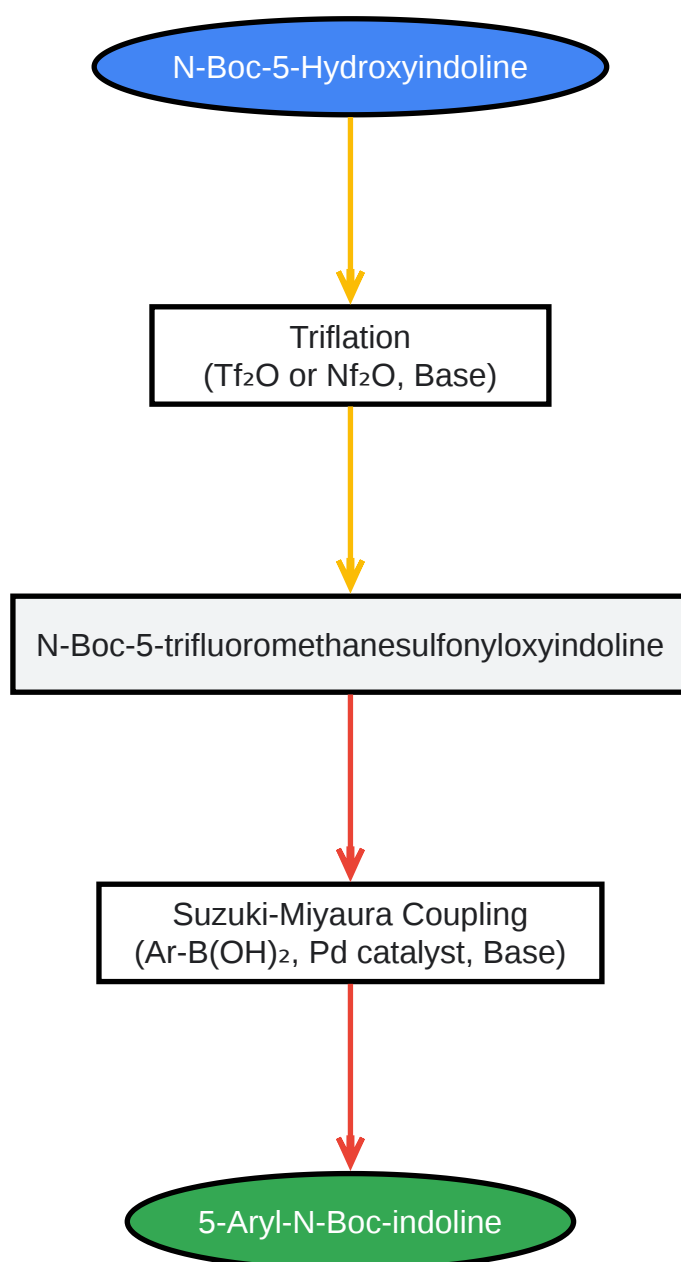 N-Boc-5-Hydroxyindoline
Triflation
(Tf₂O or Nf₂O, Base)
N-Boc-5-trifluoromethanesulfonyloxyindoline
Suzuki-Miyaura Coupling
(Ar-B(OH)₂, Pd catalyst, Base)
5-Aryl-N-Boc-indoline